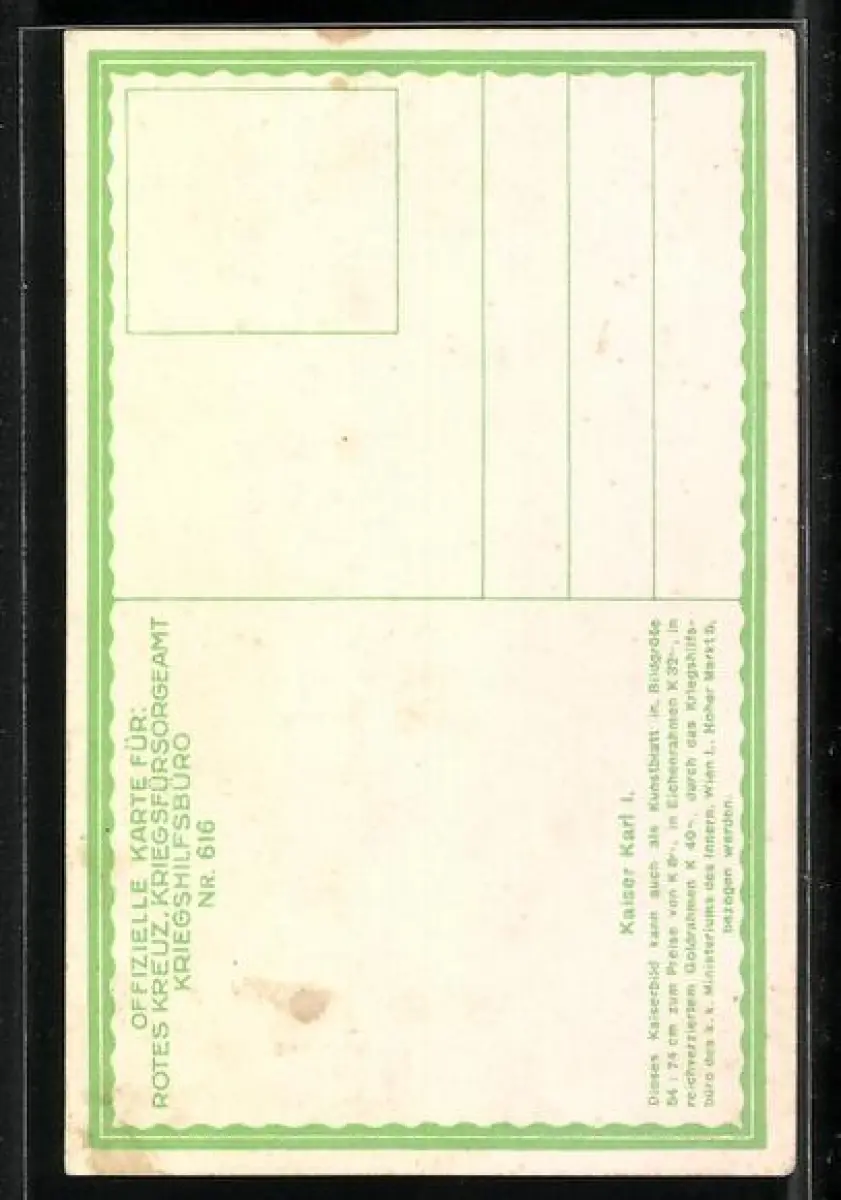 OFFIZIELLE KARTE FÜR:
ROTES KREUZ, KRIEGSFÜRSORGEAMT
KRIEGSHILFSBÜRO
NR. 616
Kaiser Karl I.
Dieses Kaiserbild kann auch als Kunstblatt in Bildgröße
54 : 74 cm zum Preise von K 8·–, in Eichenrahmen K 32·–, in
reichverziertem Goldrahmen K 40·–, durch das Kriegshilfs-
büro des k. k. Ministeriums des Innern, Wien I., Hoher Markt 5,
bezogen werden.